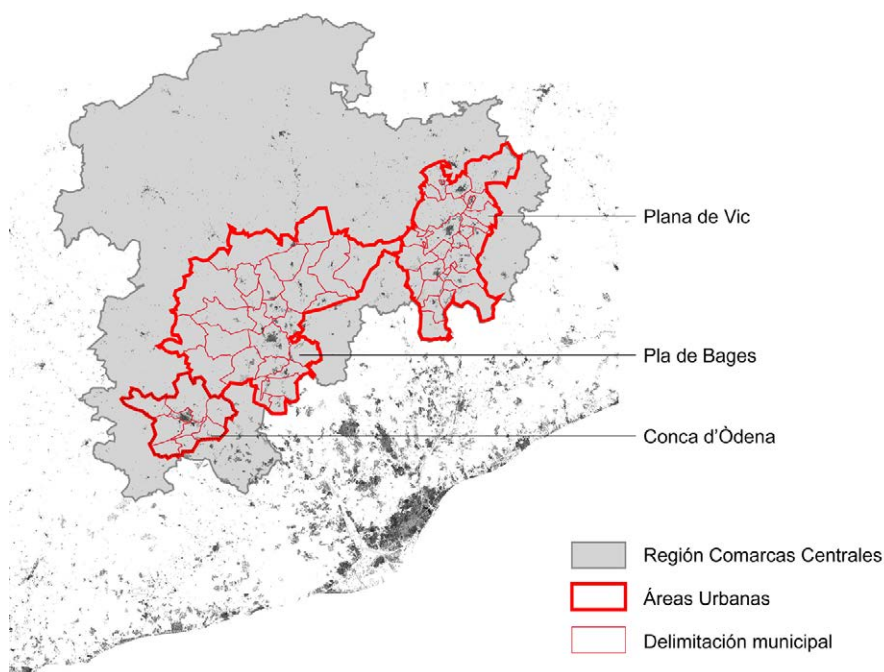 Plana de Vic
Pla de Bages
Conca d'Òdena
Región Comarcas Centrales
Áreas Urbanas
Delimitación municipal